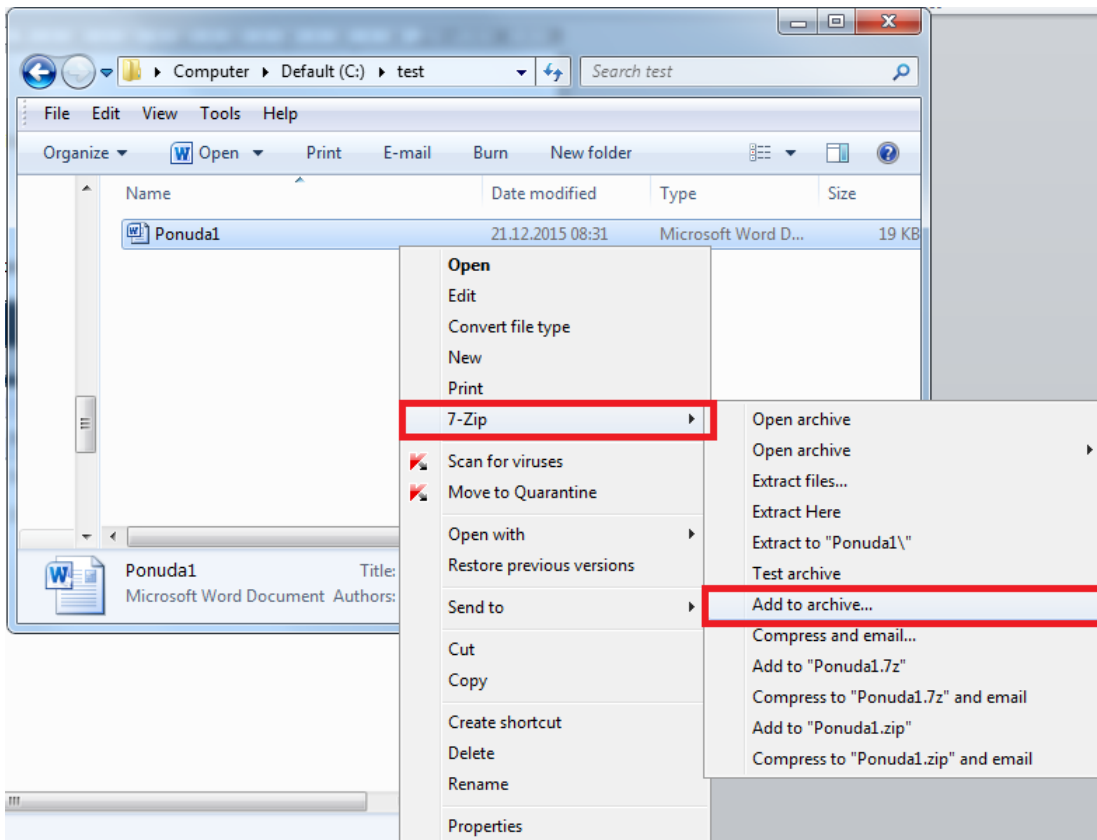 Computer Default (C:) test Search test
File Edit View Tools Help
Organize Open Print E-mail Burn New folder
Name Date modified Type Size
Ponuda1 21.12.2015 08:31 Microsoft Word D... 19 KB
Open
Edit
Convert file type
New
Print
7-Zip
Scan for viruses
Move to Quarantine
Open with
Restore previous versions
Send to
Cut
Copy
Create shortcut
Delete
Rename
Properties
Open archive
Open archive
Extract files...
Extract Here
Extract to "Ponuda1\"
Test archive
Add to archive...
Compress and email...
Add to "Ponuda1.7z"
Compress to "Ponuda1.7z" and email
Add to "Ponuda1.zip"
Compress to "Ponuda1.zip" and email
Ponuda1 Title:
Microsoft Word Document Authors: